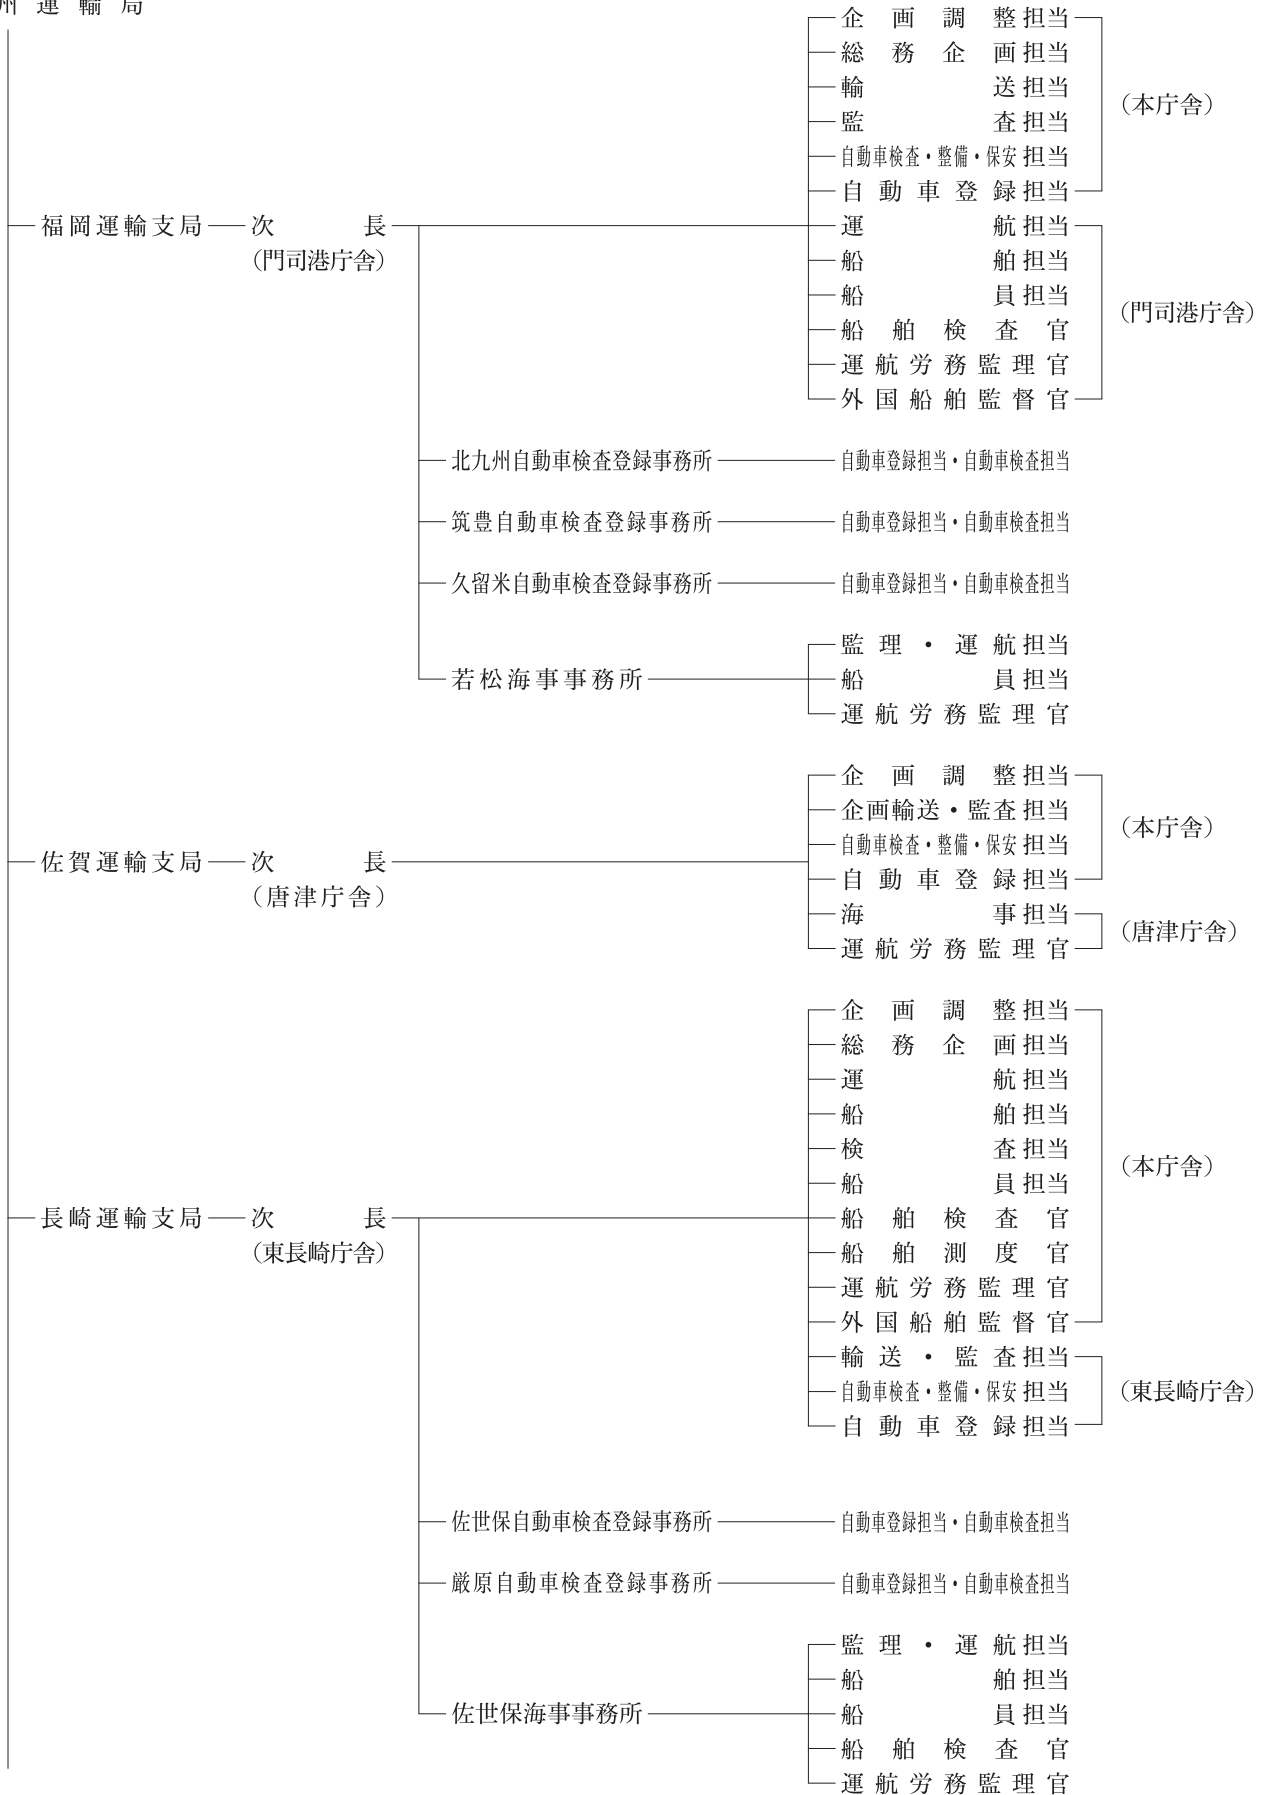 州運輸局
企画調整担当
総務企画担当
輸送担当
監査担当
自動車検査・整備・保安担当
自動車登録担当
(本庁舎)
福岡運輸支局 次長
(門司港庁舎)
運航担当
船舶担当
船員担当
船舶検査官
運航労務監理官
外国船舶監督官
(門司港庁舎)
北九州自動車検査登録事務所 自動車登録担当・自動車検査担当
筑豊自動車検査登録事務所 自動車登録担当・自動車検査担当
久留米自動車検査登録事務所 自動車登録担当・自動車検査担当
若松海事事務所
監理・運航担当
船員担当
運航労務監理官
佐賀運輸支局 次長
(唐津庁舎)
企画調整担当
企画輸送・監査担当
自動車検査・整備・保安担当
自動車登録担当
(本庁舎)
海事担当
運航労務監理官
(唐津庁舎)
長崎運輸支局 次長
(東長崎庁舎)
企画調整担当
総務企画担当
運航担当
船舶担当
検査担当
船員担当
船舶検査官
船舶測度官
運航労務監理官
外国船舶監督官
(本庁舎)
輸送・監査担当
自動車検査・整備・保安担当
自動車登録担当
(東長崎庁舎)
佐世保自動車検査登録事務所 自動車登録担当・自動車検査担当
厳原自動車検査登録事務所 自動車登録担当・自動車検査担当
佐世保海事事務所
監理・運航担当
船舶担当
船員担当
船舶検査官
運航労務監理官